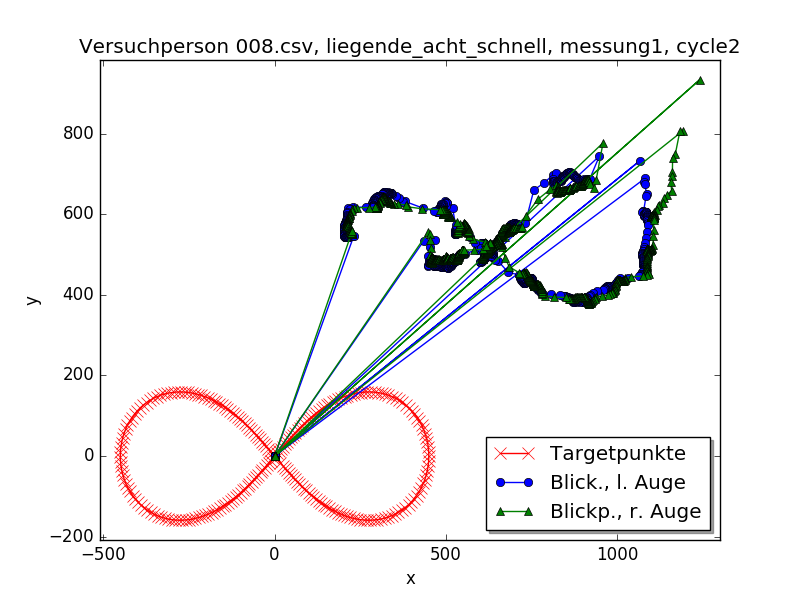 Versuchperson 008.csv, liegende_acht_schnell, messung1, cycle2
800
600
400
200
0
−200
y
−500
0
500
1000
x
Targetpunkte
Blick., l. Auge
Blickp., r. Auge